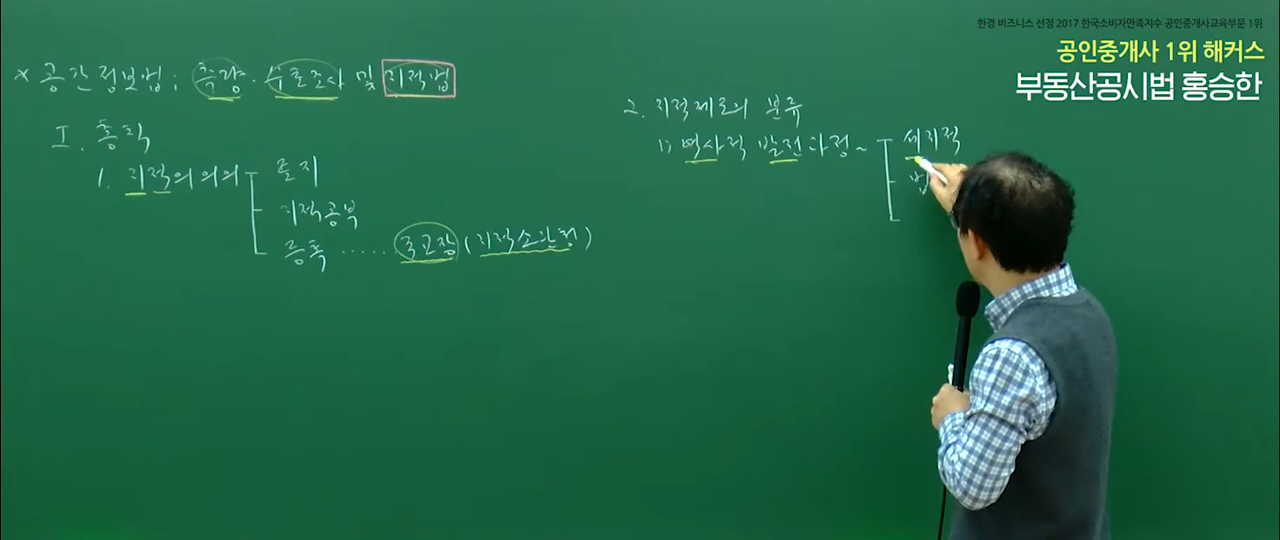 한경 비즈니스 선정 2017 한국소비자만족지수 공인중개사교육부문 1위
공인중개사 1위 해커스
부동산공시법 홍승한
× 공간정보법; 측량·수로조사 및 지적법
I. 총칙
1. 지적의 의의
토지
지적공부
등록 ...... 국교장 (지적소관청)
2. 지적제도의 분류
1) 역사적 발전과정~
세지적
법